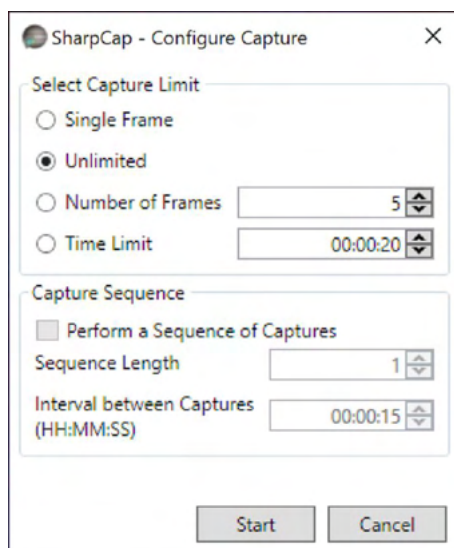 SharpCap - Configure Capture
Select Capture Limit
Single Frame
Unlimited
Number of Frames 5
Time Limit 00:00:20
Capture Sequence
Perform a Sequence of Captures
Sequence Length 1
Interval between Captures
(HH:MM:SS) 00:00:15
Start Cancel